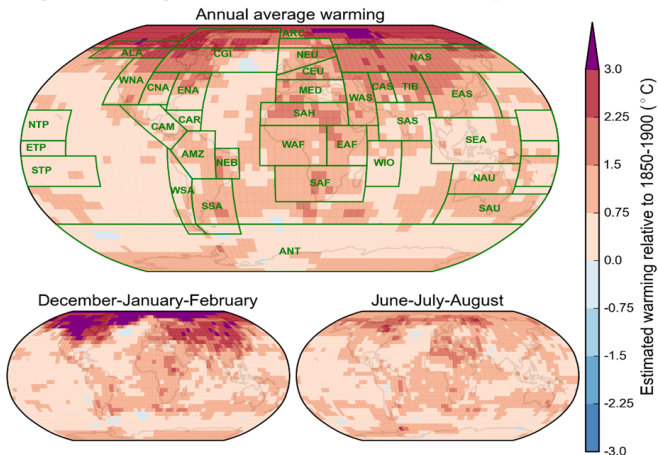 Annual average warming
ARC
ALA
CGI
NEU
NAS
CEU
WNA
CNA
ENA
MED
WAS
CAS
TIB
EAS
SAH
NTP
CAM
CAR
SAS
ETP
AMZ
WAF
EAF
SEA
STP
NEB
WIO
WSA
SAF
NAU
SSA
SAU
ANT
December-January-February
June-July-August
3.0
2.25
1.5
0.75
0.0
-0.75
-1.5
-2.25
-3.0
Estimated warming relative to 1850-1900 (°C)